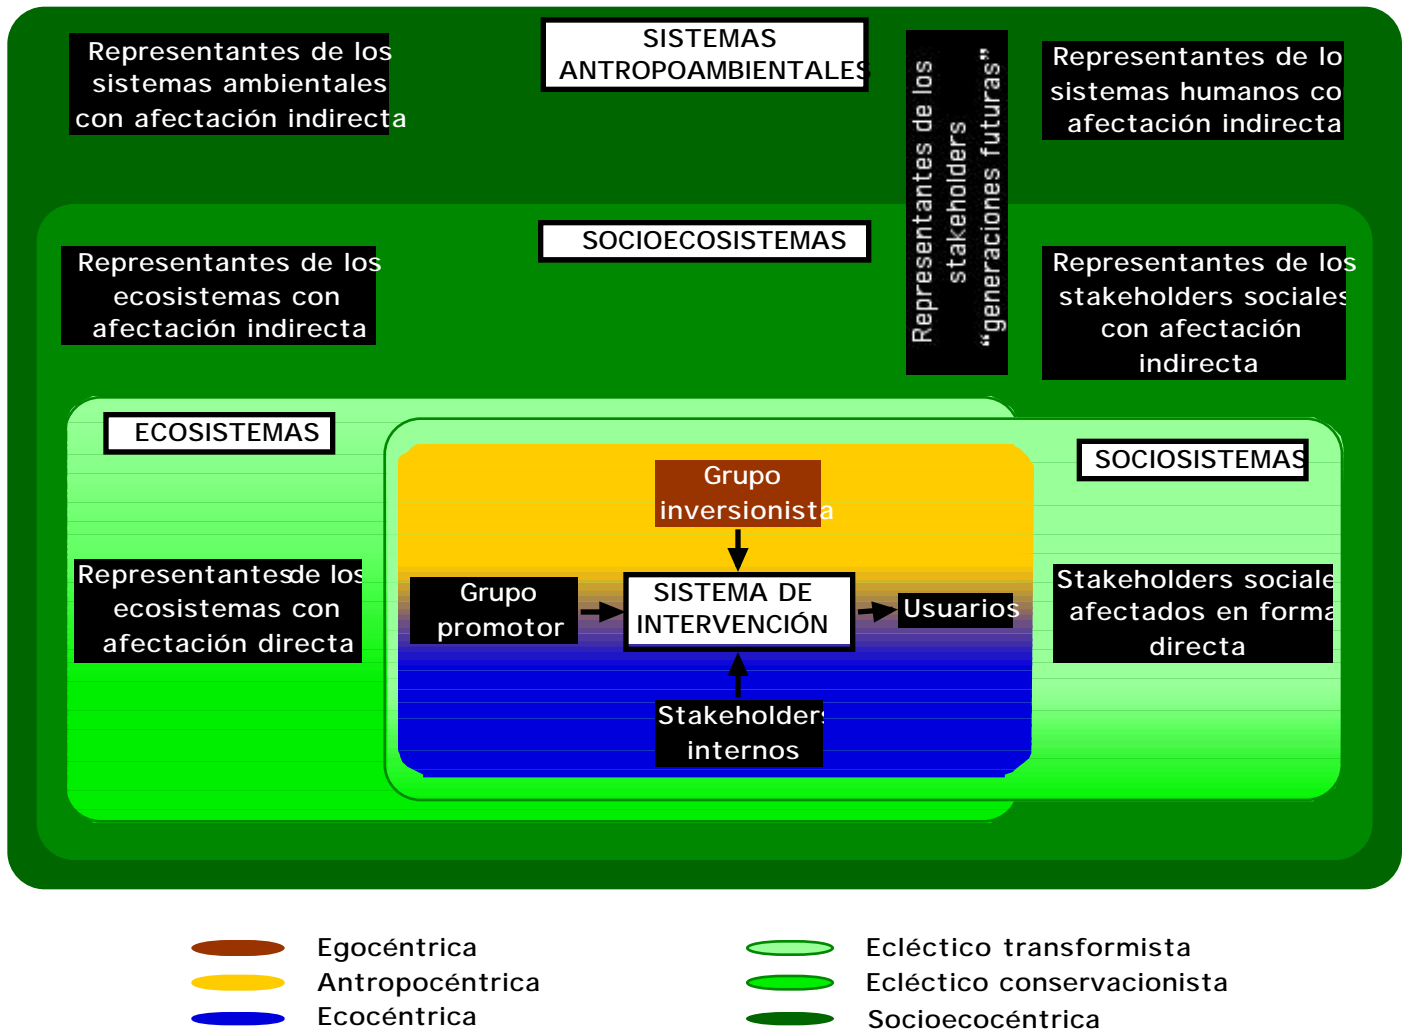 Representantes de los
sistemas ambientales
con afectación indirecta
SISTEMAS
ANTROPOAMBIENTALES
Representantes de los
stakeholders
“generaciones futuras”
Representantes de lo
sistemas humanos co
afectación indirecta
Representantes de los
ecosistemas con
afectación indirecta
SOCIOECOSISTEMAS
Representantes de los
stakeholders sociales
con afectación
indirecta
ECOSISTEMAS
SOCIOSISTEMAS
Grupo
inversionista
Representantes de los
ecosistemas con
afectación directa
Grupo
promotor
SISTEMA DE
INTERVENCIÓN
Usuarios
Stakeholders sociale
afectados en forma
directa
Stakeholders
internos
Egocéntrica
Antropocéntrica
Ecocéntrica
Ecléctico transformista
Ecléctico conservacionista
Socioecocéntrica